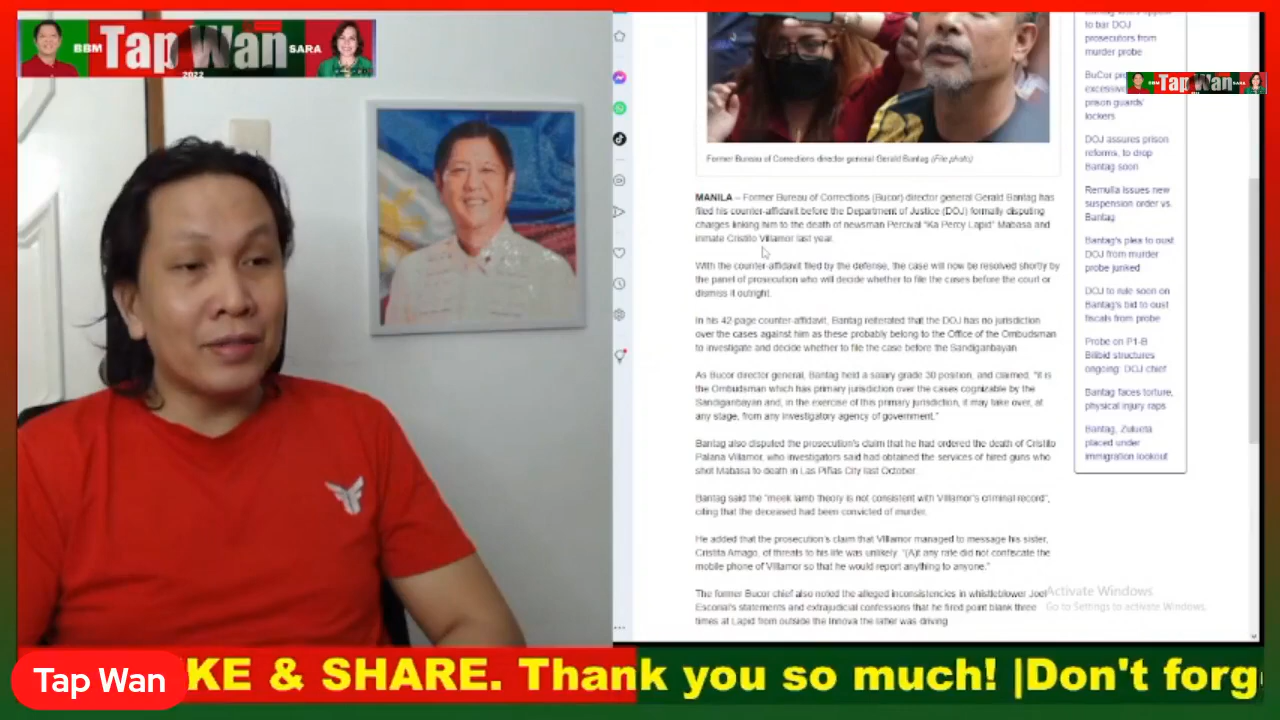 BBM Tap Wan SARA
2022
Former Bureau of Corrections director general Gerald Bantag (File photo)
MANILA – Former Bureau of Corrections (Bucor) director general Gerald Bantag has
filed his counter-affidavit before the Department of Justice (DOJ) formally disputing
charges linking him to the death of newsman Percival "Ka Percy Lapid" Mabasa and
inmate Cristito Villamor last year.
With the counter-affidavit filed by the defense, the case will now be resolved shortly by
the panel of prosecution who will decide whether to file the cases before the court or
dismiss it outright.
In his 42-page counter-affidavit, Bantag reiterated that the DOJ has no jurisdiction
over the cases against him as these probably belong to the Office of the Ombudsman
to investigate and decide whether to file the case before the Sandiganbayan.
As Bucor director general, Bantag held a salary grade 30 position, and claimed, "it is
the Ombudsman which has primary jurisdiction over the cases cognizable by the
Sandiganbayan and, in the exercise of this primary jurisdiction, it may take over, at
any stage, from any investigatory agency of government."
Bantag also disputed the prosecution's claim that he had ordered the death of Cristito
Palana Villamor, who investigators said had obtained the services of hired guns who
shot Mabasa to death in Las Piñas City last October.
Bantag said the "meek lamb theory is not consistent with Villamor's criminal record",
citing that the deceased had been convicted of murder.
He added that the prosecution's claim that Villamor managed to message his sister,
Cristita Amago, of threats to his life was unlikely. "(A)t any rate did not confiscate the
mobile phone of Villamor so that he would report anything to anyone."
The former Bucor chief also noted the alleged inconsistencies in whistleblower Joel
Escorial's statements and extrajudicial confessions that he fired point blank three
times at Lapid from outside the Innova the latter was driving
to bar DOJ
prosecutors from
murder probe
BuCor
excessive
prison guards'
lockers
DOJ assures prison
reforms, to drop
Bantag soon
Remulla issues new
suspension order vs.
Bantag
Bantag's plea to oust
DOJ from murder
probe junked
DOJ to rule soon on
Bantag's bid to oust
fiscals from probe
Probe on P1-B
Bilibid structures
ongoing: DOJ chief
Bantag faces torture,
physical injury raps
Bantag, Zulueta
placed under
immigration lookout
BBM Tap Wan SARA
Activate Windows
Go to Settings to activate Windows.
Tap Wan
KE & SHARE. Thank you so much! |Don't forg